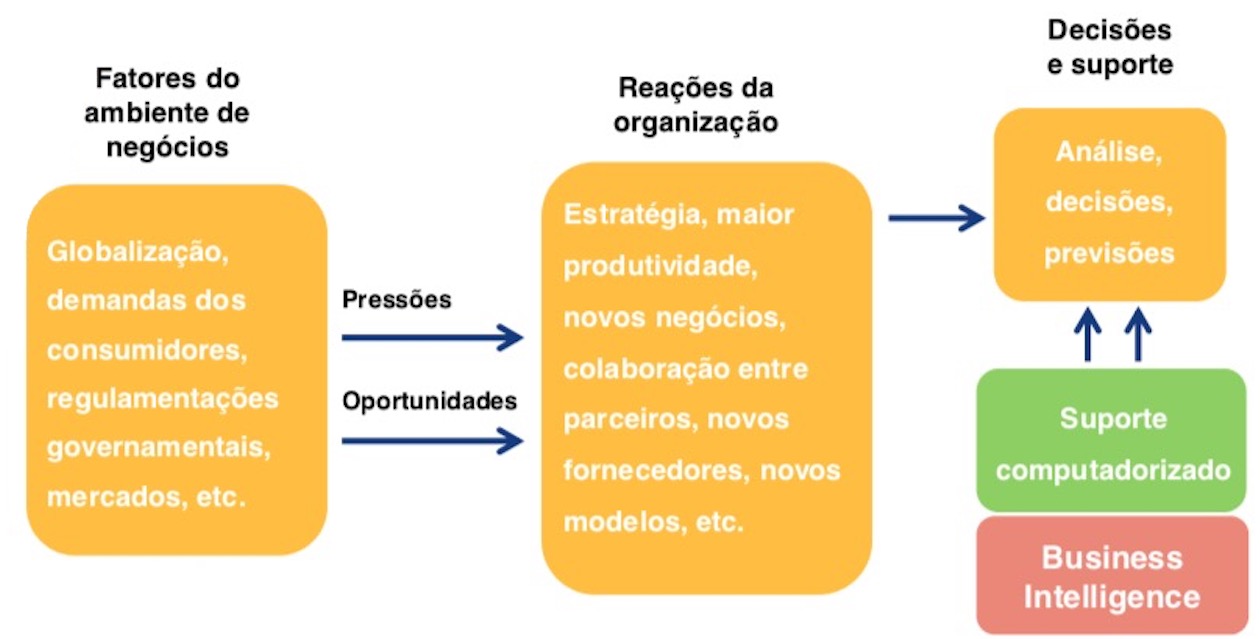 Fatores do
ambiente de
negócios
Globalização,
demandas dos
consumidores,
regulamentações
governamentais,
mercados, etc.
Pressões
Oportunidades
Reações da
organização
Estratégia, maior
produtividade,
novos negócios,
colaboração entre
parceiros, novos
fornecedores, novos
modelos, etc.
Decisões
e suporte
Análise,
decisões,
previsões
Suporte
computadorizado
Business
Intelligence